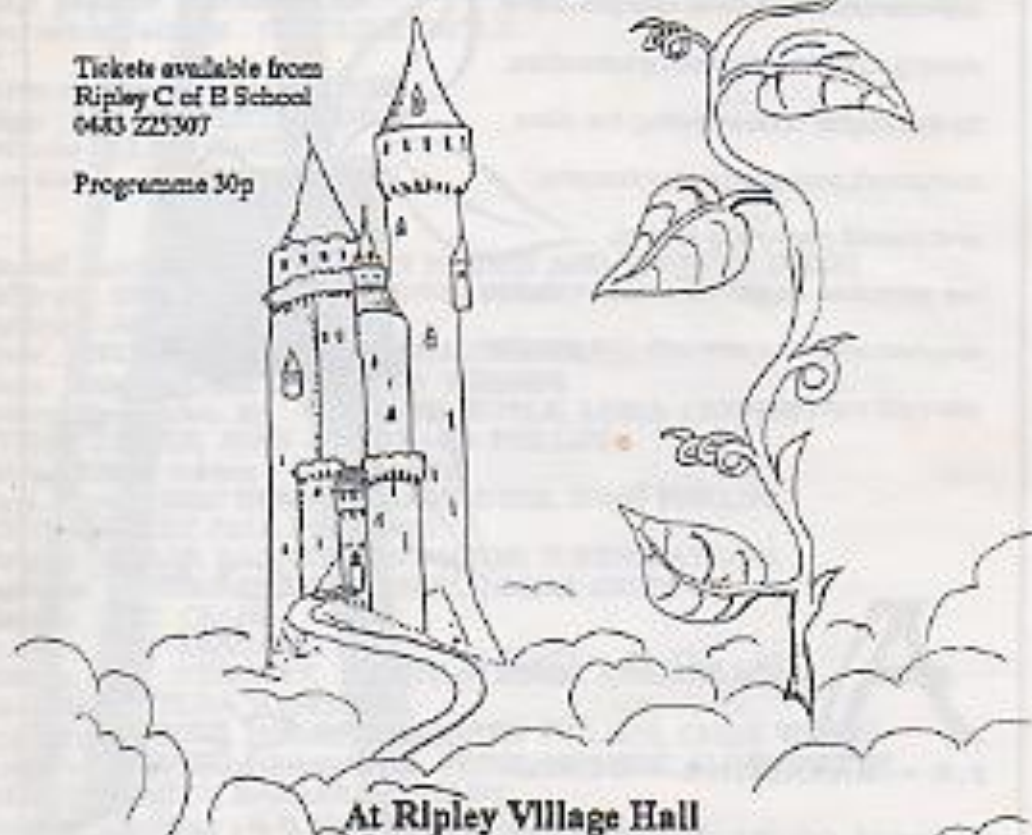 Tickets available from
Ripley C of E School
0483 225307
Programme 30p
At Ripley Village Hall